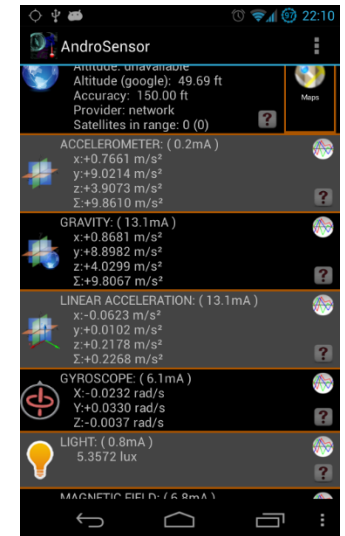 97 22:10
AndroSensor
Altitude: unavailable
Altitude (google): 49.69 ft
Accuracy: 150.00 ft
Provider: network
Satellites in range: 0 (0)
?
Maps
ACCELEROMETER: ( 0.2mA )
x:+0.7661 m/s²
y:+9.0214 m/s²
z:+3.9073 m/s²
Σ:+9.8610 m/s²
?
GRAVITY: ( 13.1mA )
x:+0.8681 m/s²
y:+8.8982 m/s²
z:+4.0299 m/s²
Σ:+9.8067 m/s²
?
LINEAR ACCELERATION: ( 13.1mA )
x:-0.0623 m/s²
y:+0.0102 m/s²
z:+0.2178 m/s²
Σ:+0.2268 m/s²
?
GYROSCOPE: ( 6.1mA )
X:-0.0232 rad/s
Y:+0.0330 rad/s
Z:-0.0037 rad/s
?
LIGHT: ( 0.8mA )
5.3572 lux
?
MAGNETIC FIELD: ( 6.8mA )